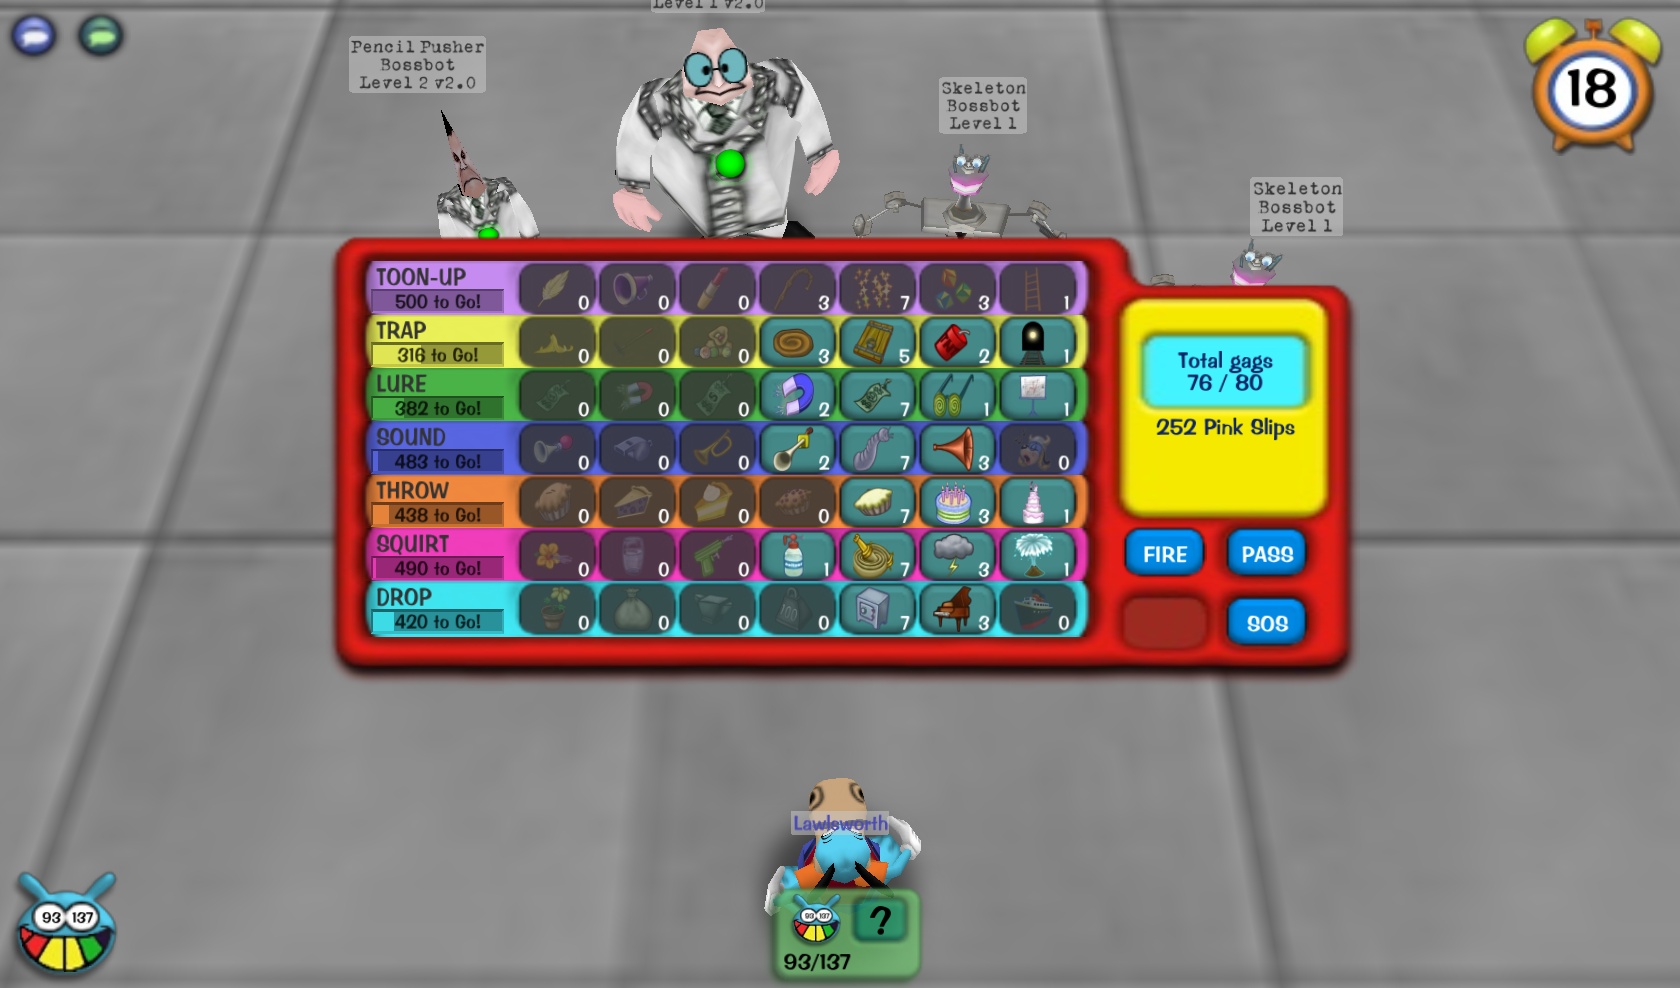 Level 1 v2.0
Pencil Pusher
Bossbot
Level 2 v2.0
Skeleton
Bossbot
Level 1
Skeleton
Bossbot
Level 1
18
TOON-UP
500 to Go!
0 0 0 3 7 3 1
TRAP
316 to Go!
0 0 0 3 5 2 1
LURE
382 to Go!
0 0 0 2 7 1 1
SOUND
483 to Go!
0 0 0 2 7 3 0
THROW
438 to Go!
0 0 0 0 7 3 1
SQUIRT
490 to Go!
0 0 0 1 7 3 1
DROP
420 to Go!
0 0 0 0 7 3 0
Total gags
76 / 80
252 Pink Slips
FIRE PASS
SOS
Lawlsworth
93 137
93 137
?
93/137